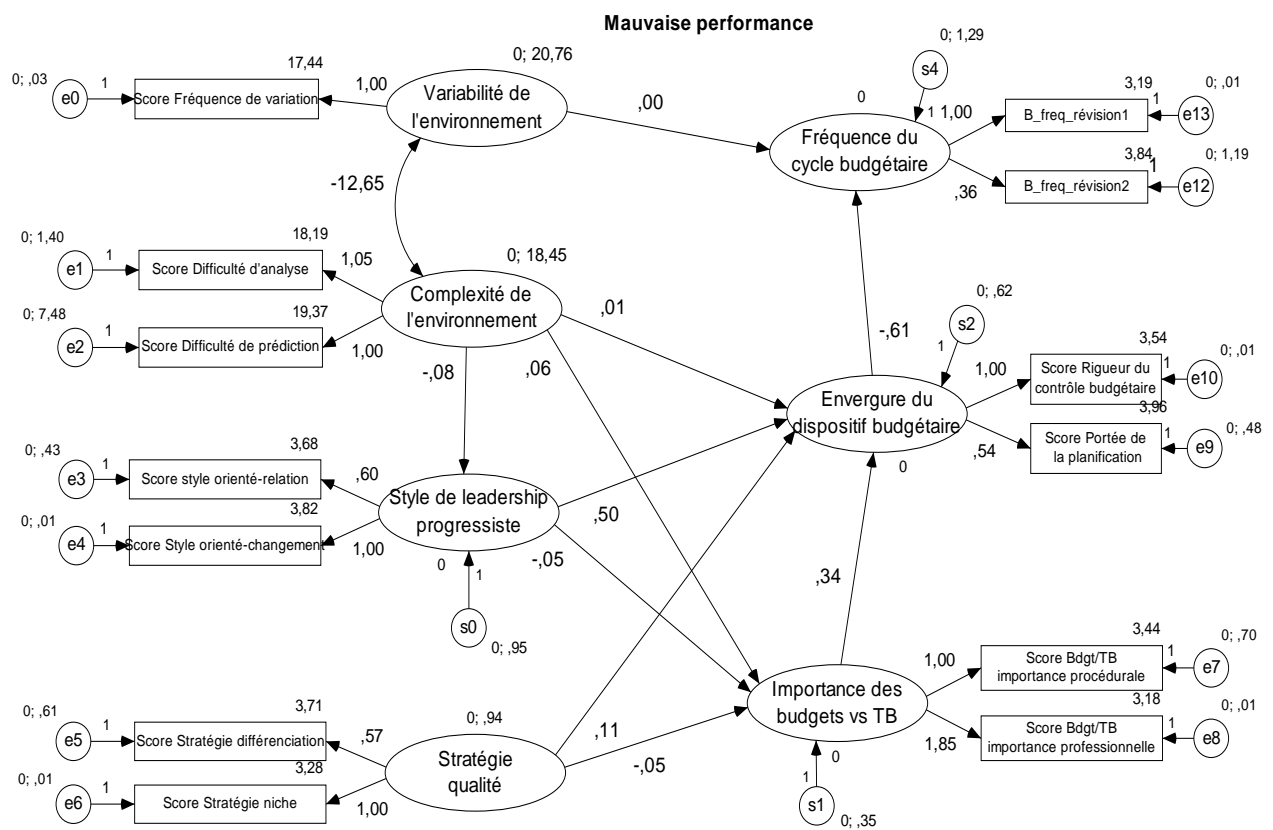 Mauvaise performance
0; ,03
1
e0
17,44
Score Fréquence de variation
1,00
0; 20,76
Variabilité de
l'environnement
,00
0; 1,29
s4
0
1
Fréquence du
cycle budgétaire
1,00
3,19
B_freq_révision1
1
0; ,01
e13
,36
3,84
B_freq_révision2
1
0; 1,19
e12
-12,65
0; 1,40
1
e1
18,19
Score Difficulté d'analyse
1,05
0; 7,48
1
e2
19,37
Score Difficulté de prédiction
1,00
0; 18,45
Complexité de
l'environnement
,01
-,08
,06
-,61
0; ,62
s2
1
Envergure du
dispositif budgétaire
0
1,00
3,54
Score Rigueur du
contrôle budgétaire
1
0; ,01
e10
,54
3,96
Score Portée de
la planification
1
0; ,48
e9
0; ,43
1
e3
3,68
Score style orienté-relation
,60
0; ,01
1
e4
3,82
Score Style orienté-changement
1,00
Style de leadership
progressiste
0
1
s0
0; ,95
,50
-,05
,34
0; ,61
1
e5
3,71
Score Stratégie différenciation
,57
0; ,01
1
e6
3,28
Score Stratégie niche
1,00
0; ,94
Stratégie
qualité
,11
-,05
Importance des
budgets vs TB
0
1
s1
0; ,35
1,00
3,44
Score Bdgt/TB
importance procédurale
1
0; ,70
e7
1,85
3,18
Score Bdgt/TB
importance professionnelle
1
0; ,01
e8